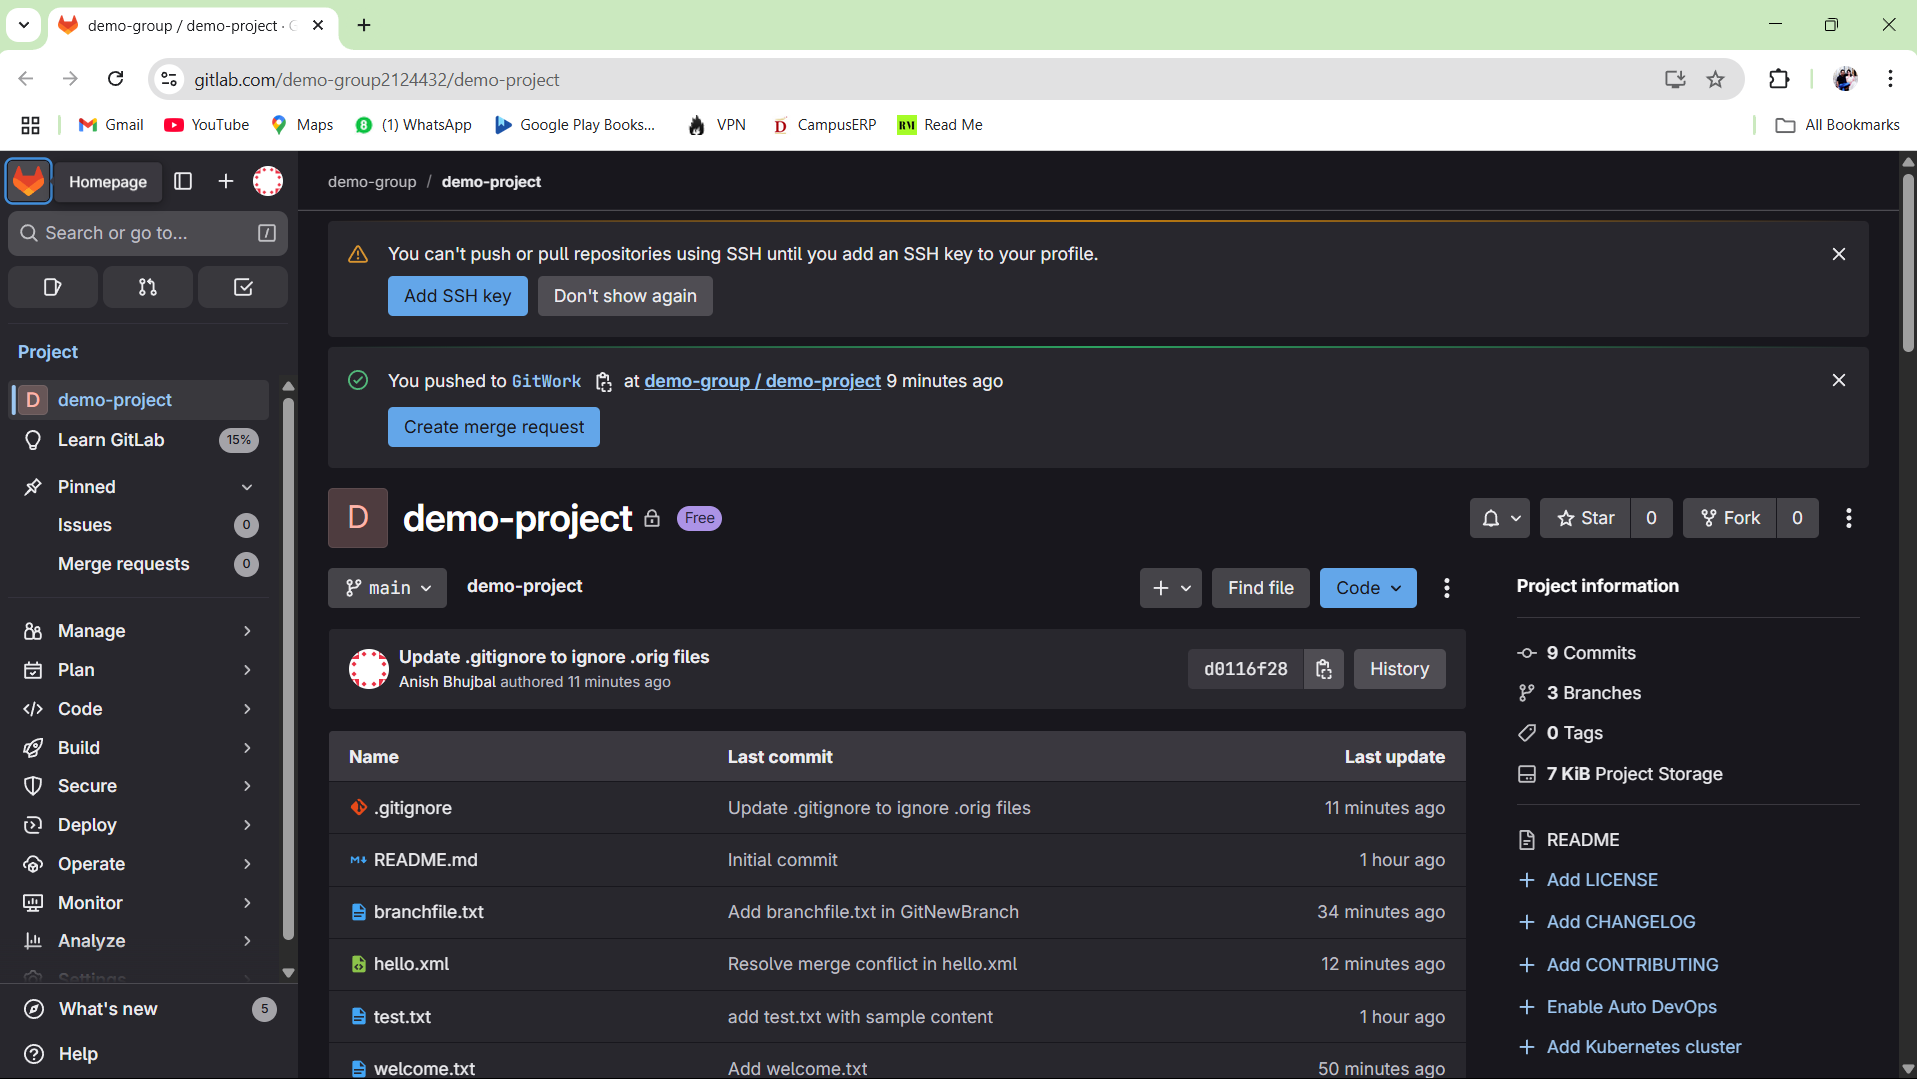 demo-group / demo-project ·
gitlab.com/demo-group2124432/demo-project
Gmail
YouTube
Maps
(1) WhatsApp
Google Play Books...
VPN
CampusERP
RM Read Me
All Bookmarks
Homepage
demo-group / demo-project
Search or go to...
/
You can't push or pull repositories using SSH until you add an SSH key to your profile.
Add SSH key
Don't show again
Project
D demo-project
Learn GitLab 15%
Pinned
Issues 0
Merge requests 0
Manage
Plan
Code
Build
Secure
Deploy
Operate
Monitor
Analyze
Settings
What's new 5
Help
You pushed to GitWork at demo-group / demo-project 9 minutes ago
Create merge request
D demo-project Free
Star 0
Fork 0
main demo-project
Find file
Code
Update .gitignore to ignore .orig files
Anish Bhujbal authored 11 minutes ago
d0116f28
History
Name Last commit Last update
.gitignore Update .gitignore to ignore .orig files 11 minutes ago
README.md Initial commit 1 hour ago
branchfile.txt Add branchfile.txt in GitNewBranch 34 minutes ago
hello.xml Resolve merge conflict in hello.xml 12 minutes ago
test.txt add test.txt with sample content 1 hour ago
welcome.txt Add welcome.txt 50 minutes ago
Project information
9 Commits
3 Branches
0 Tags
7 KiB Project Storage
README
Add LICENSE
Add CHANGELOG
Add CONTRIBUTING
Enable Auto DevOps
Add Kubernetes cluster